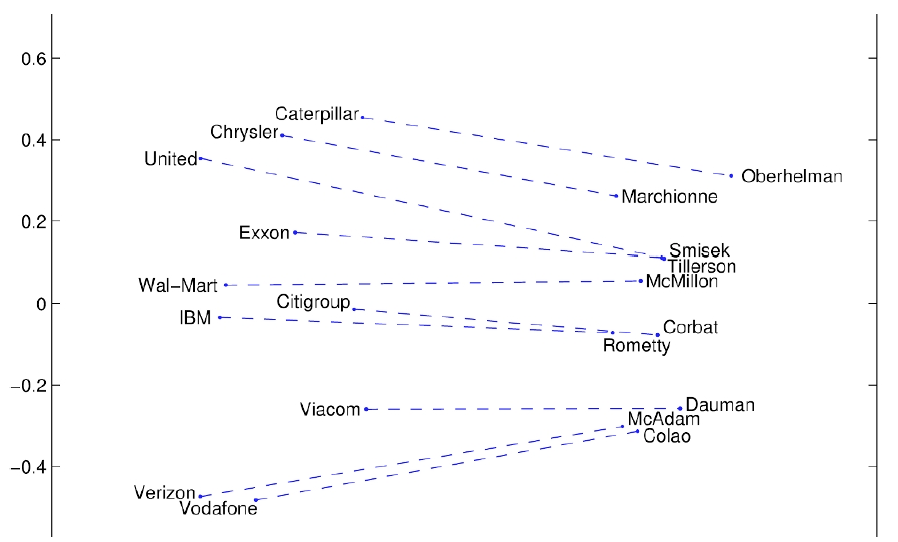 0.6
Caterpillar
Chrysler
0.4
United
Oberhelman
Marchionne
0.2
Exxon
Smisek
Tillerson
Wal−Mart
McMillon
Citigroup
0
IBM
Corbat
Rometty
−0.2
Viacom
Dauman
McAdam
Colao
−0.4
Verizon
Vodafone